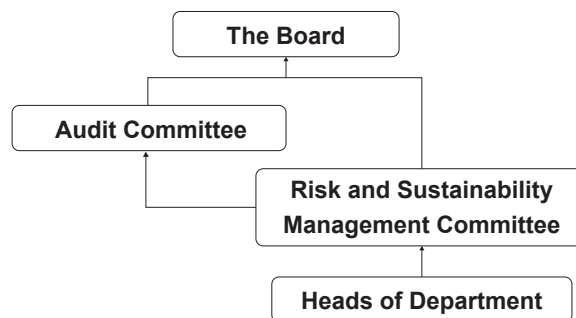 The Board
Audit Committee
Risk and Sustainability
Management Committee
Heads of Department